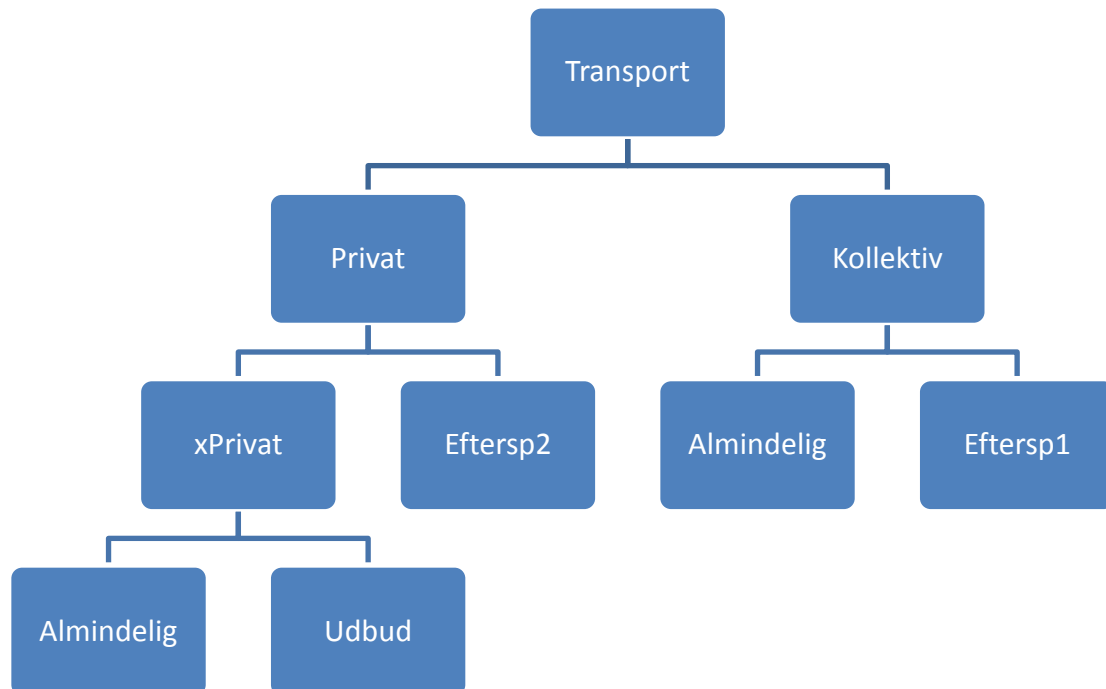 Transport
Privat
Kollektiv
xPrivat
Eftersp2
Almindelig
Eftersp1
Almindelig
Udbud